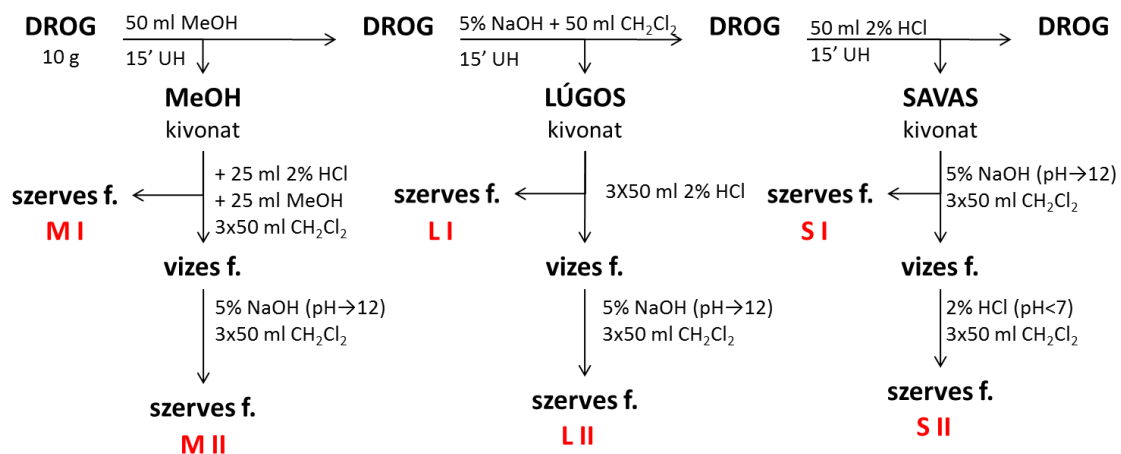 DROG
10 g
50 ml MeOH
15’ UH
DROG
5% NaOH + 50 ml CH₂Cl₂
15’ UH
DROG
50 ml 2% HCl
15’ UH
DROG
MeOH
kivonat
LÚGOS
kivonat
SAVAS
kivonat
+ 25 ml 2% HCl
+ 25 ml MeOH
3x50 ml CH₂Cl₂
szerves f.
M I
3X50 ml 2% HCl
szerves f.
L I
5% NaOH (pH→12)
3x50 ml CH₂Cl₂
szerves f.
S I
vizes f.
vizes f.
vizes f.
5% NaOH (pH→12)
3x50 ml CH₂Cl₂
5% NaOH (pH→12)
3x50 ml CH₂Cl₂
2% HCl (pH<7)
3x50 ml CH₂Cl₂
szerves f.
M II
szerves f.
L II
szerves f.
S II